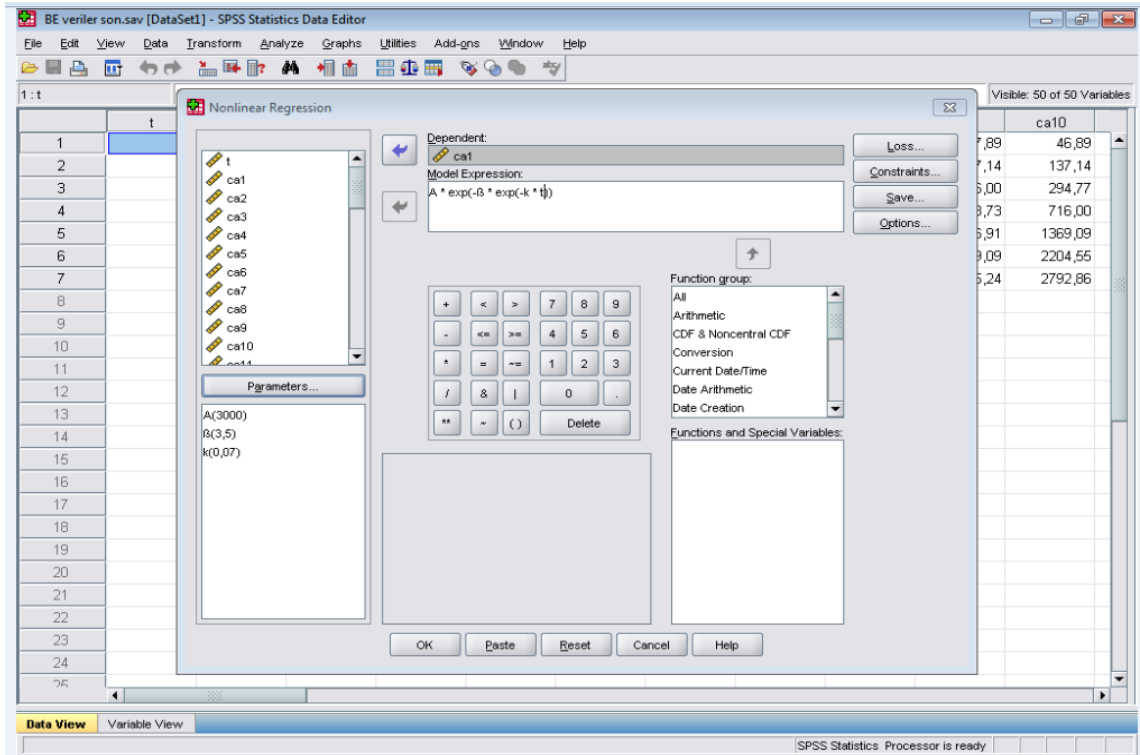 BE veriler son.sav [DataSet1] - SPSS Statistics Data Editor
File Edit View Data Transform Analyze Graphs Utilities Add-ons Window Help
1 : t
Visible: 50 of 50 Variables
Nonlinear Regression
t
ca10
1
2
3
4
5
6
7
8
9
10
11
12
13
14
15
16
17
18
19
20
21
22
23
24
t
ca1
ca2
ca3
ca4
ca5
ca6
ca7
ca8
ca9
ca10
Parameters...
A(3000)
ß(3,5)
k(0,07)
Dependent:
ca1
Model Expression:
A * exp(-ß * exp(-k * t))
Loss...
Constraints...
Save...
Options...
+ < > 7 8 9
- <= >= 4 5 6
* = ~= 1 2 3
/ & | 0 .
** ~ ( ) Delete
Function group:
All
Arithmetic
CDF & Noncentral CDF
Conversion
Current Date/Time
Date Arithmetic
Date Creation
Functions and Special Variables:
OK Paste Reset Cancel Help
7,89 46,89
7,14 137,14
294,77
716,00
1369,09
2204,55
2792,86
Data View Variable View
SPSS Statistics Processor is ready